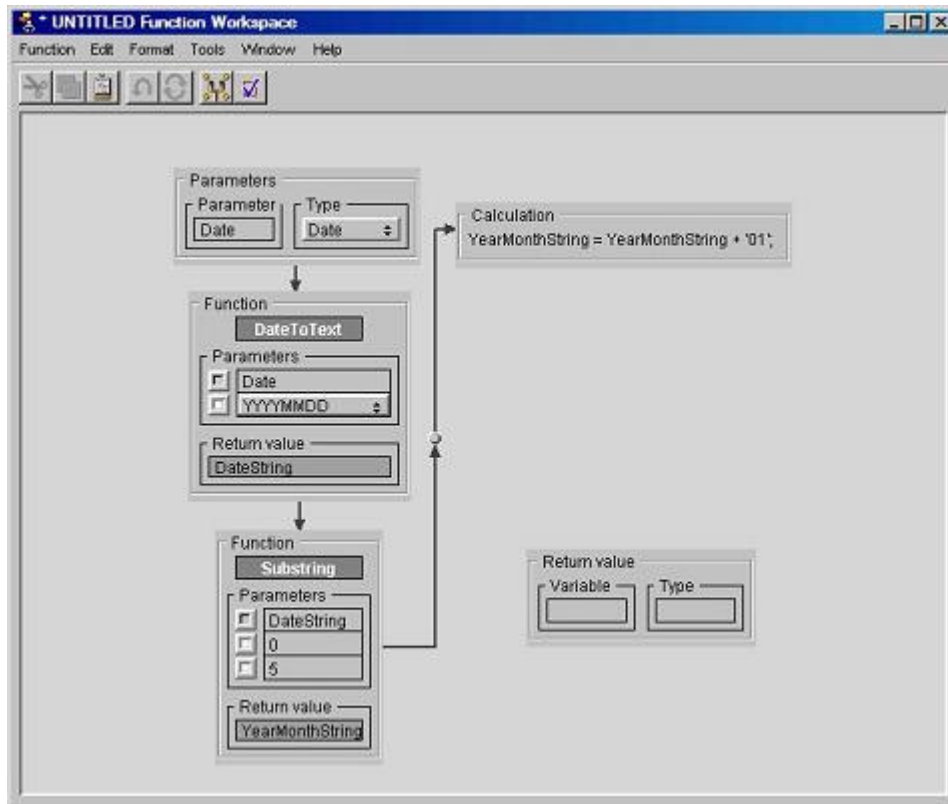 * UNTITLED Function Workspace
Function Edit Format Tools Window Help
Parameters
Parameter Type
Date Date
Function
DateToText
Parameters
Date
YYYYMMDD
Return value
DateString
Function
Substring
Parameters
DateString
0
5
Return value
YearMonthString
Calculation
YearMonthString = YearMonthString + '01';
Return value
Variable Type